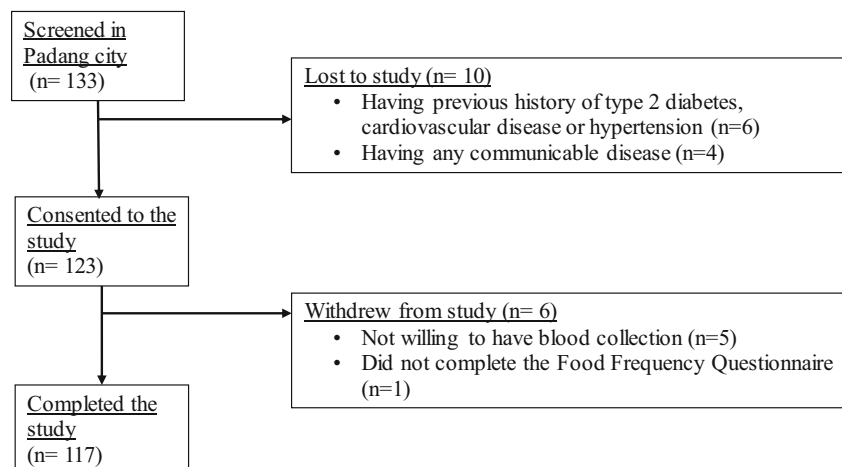 Screened in
Padang city
(n= 133)
Lost to study (n= 10)
• Having previous history of type 2 diabetes,
cardiovascular disease or hypertension (n=6)
• Having any communicable disease (n=4)
Consented to the
study
(n= 123)
Withdrew from study (n= 6)
• Not willing to have blood collection (n=5)
• Did not complete the Food Frequency Questionnaire
(n=1)
Completed the
study
(n= 117)